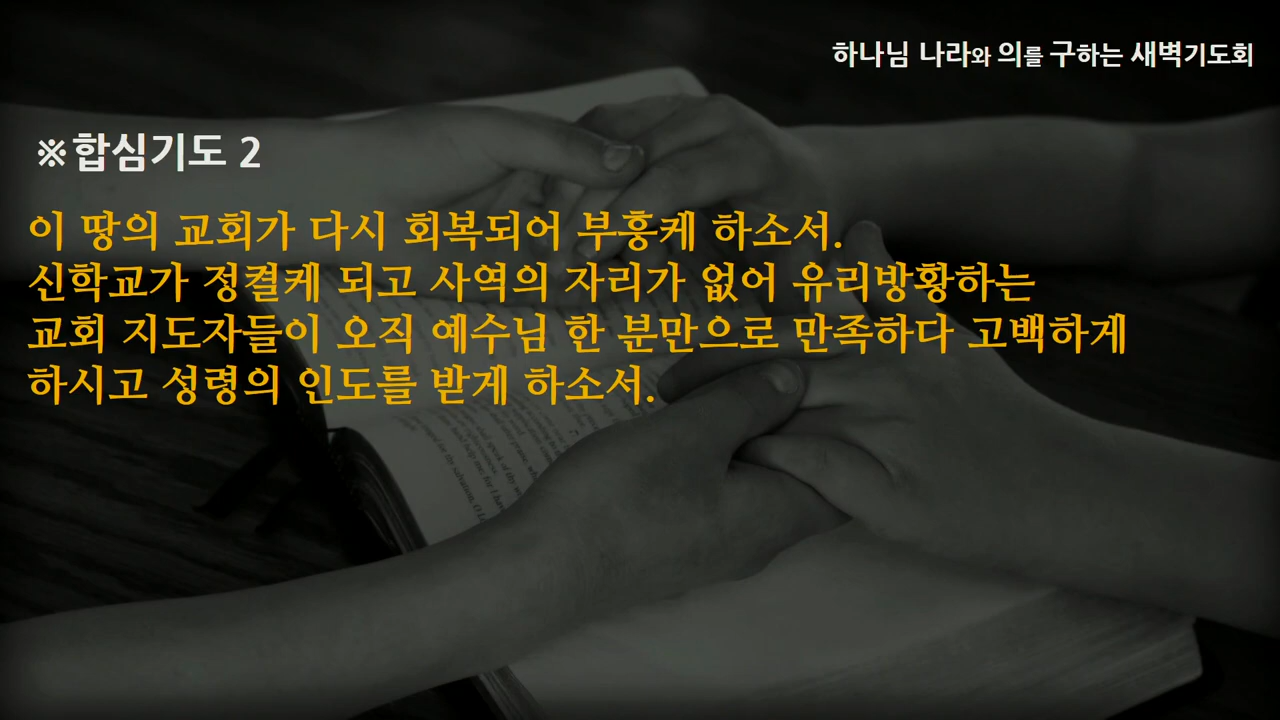 하나님 나라와 의를 구하는 새벽기도회
※합심기도 2
이 땅의 교회가 다시 회복되어 부흥케 하소서.
신학교가 정켤케 되고 사역의 자리가 없어 유리방황하는
교회 지도자들이 오직 예수님 한 분만으로 만족하다 고백하게
하시고 성령의 인도를 받게 하소서.